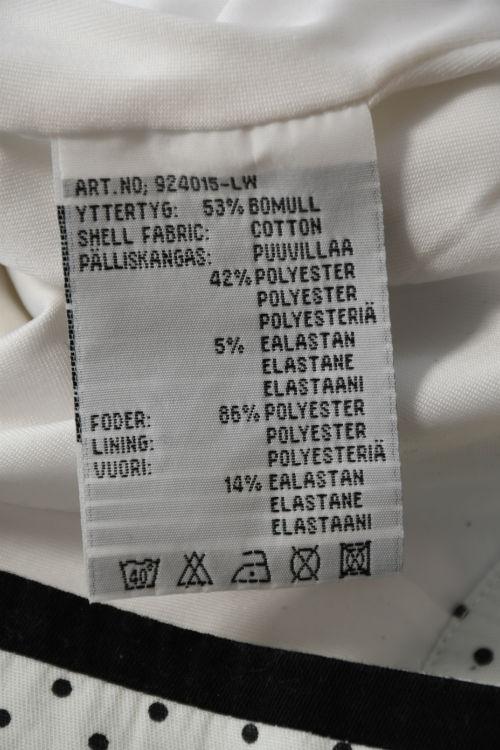 ART.NO; 924015-LW
YTTERTYG: 53% BOMULL
SHELL FABRIC: COTTON
PÄLLISKANGAS: PUUVILLAA
42% POLYESTER
POLYESTER
POLYESTERIÄ
5% EALASTAN
ELASTANE
ELASTAANI
FODER: 86% POLYESTER
LINING: POLYESTER
VUORI: POLYESTERIÄ
14% EALASTAN
ELASTANE
ELASTAANI
40°